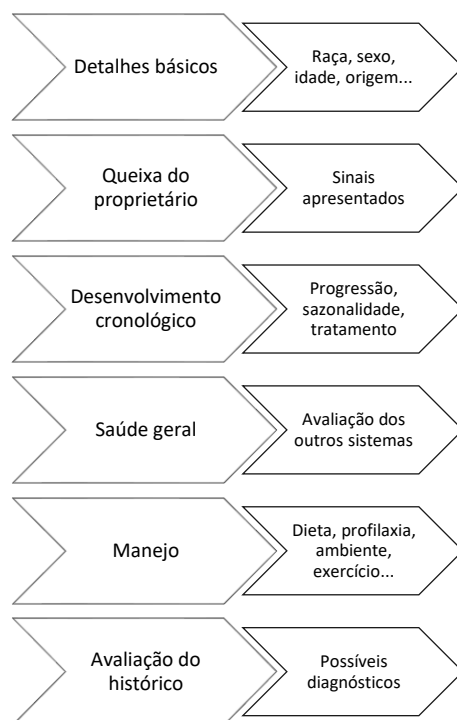 Detalhes básicos
Raça, sexo,
idade, origem...
Queixa do
proprietário
Sinais
apresentados
Desenvolvimento
cronológico
Progressão,
sazonalidade,
tratamento
Saúde geral
Avaliação dos
outros sistemas
Manejo
Dieta, profilaxia,
ambiente,
exercício...
Avaliação do
histórico
Possíveis
diagnósticos